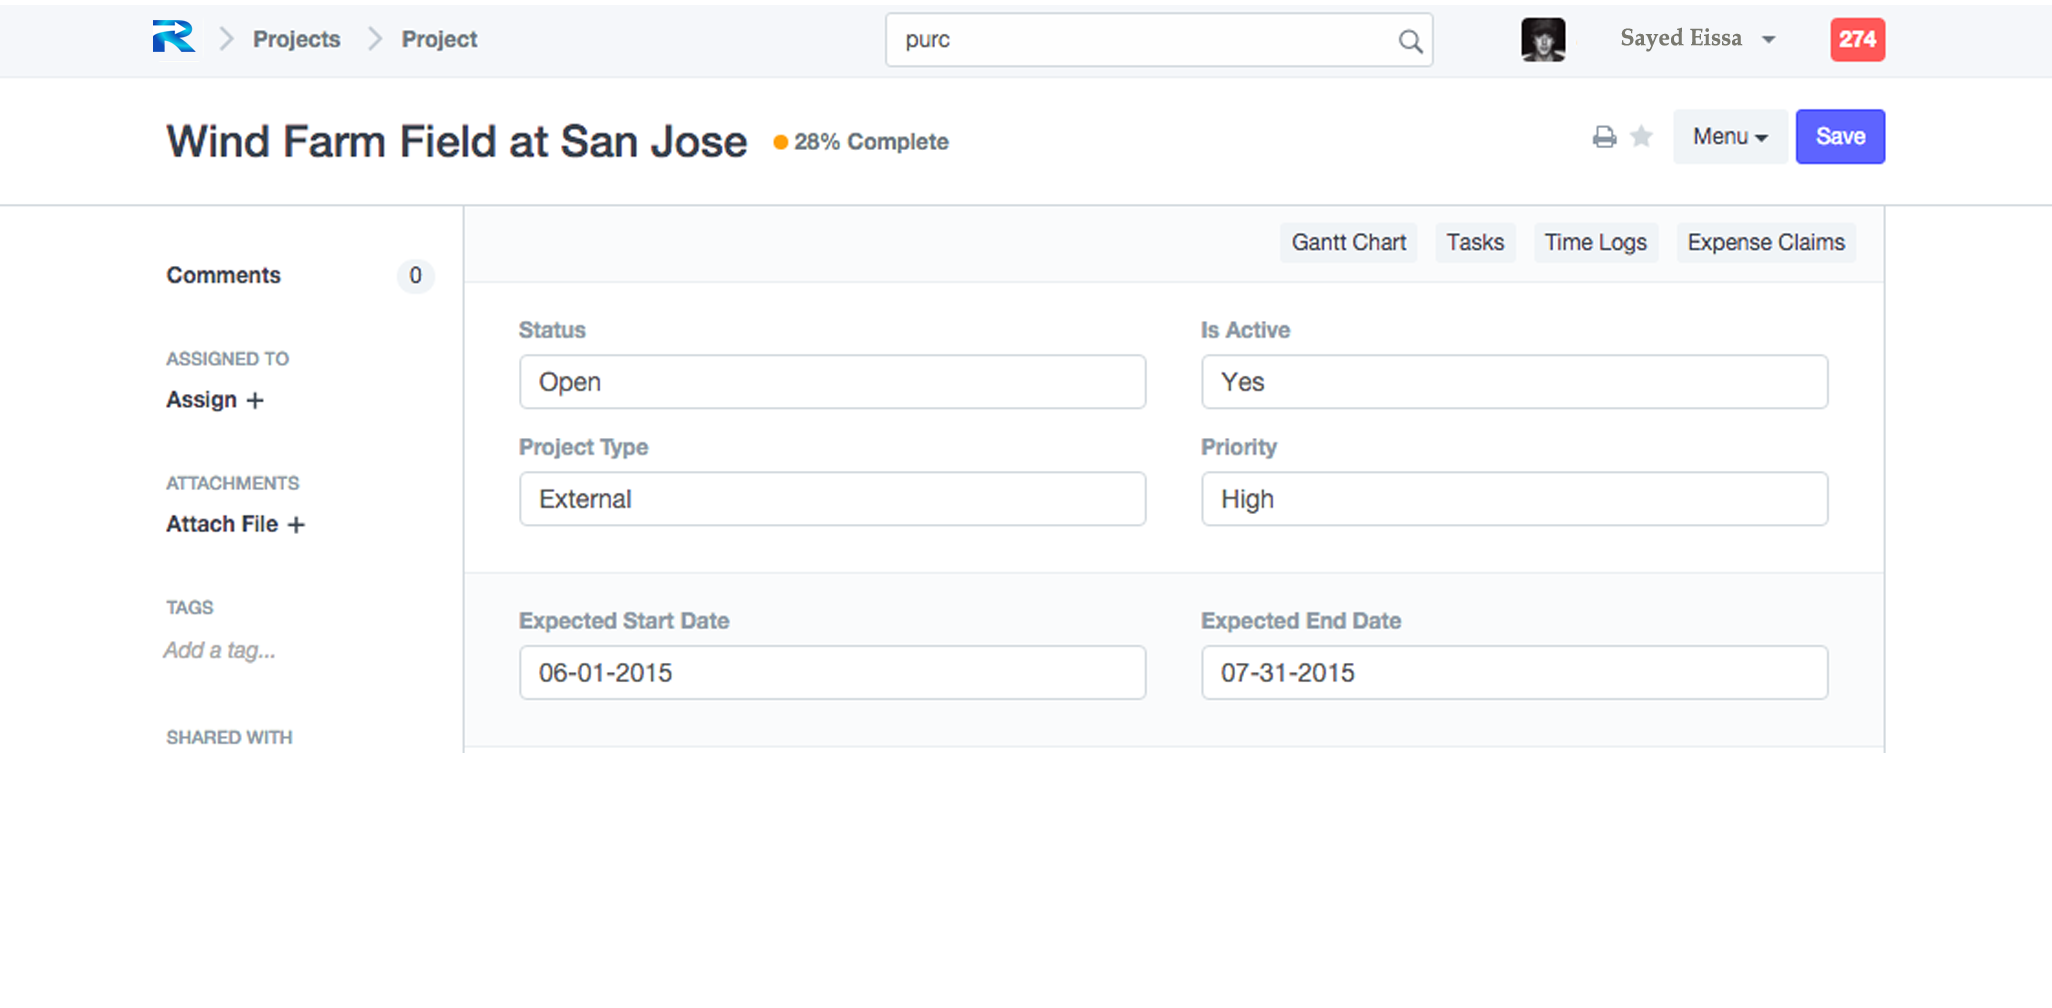 Projects Project purc Sayed Eissa 274
Wind Farm Field at San Jose 28% Complete Menu Save
Gantt Chart Tasks Time Logs Expense Claims
Comments 0
ASSIGNED TO
Assign +
ATTACHMENTS
Attach File +
TAGS
Add a tag...
SHARED WITH
Status
Open
Is Active
Yes
Project Type
External
Priority
High
Expected Start Date
06-01-2015
Expected End Date
07-31-2015